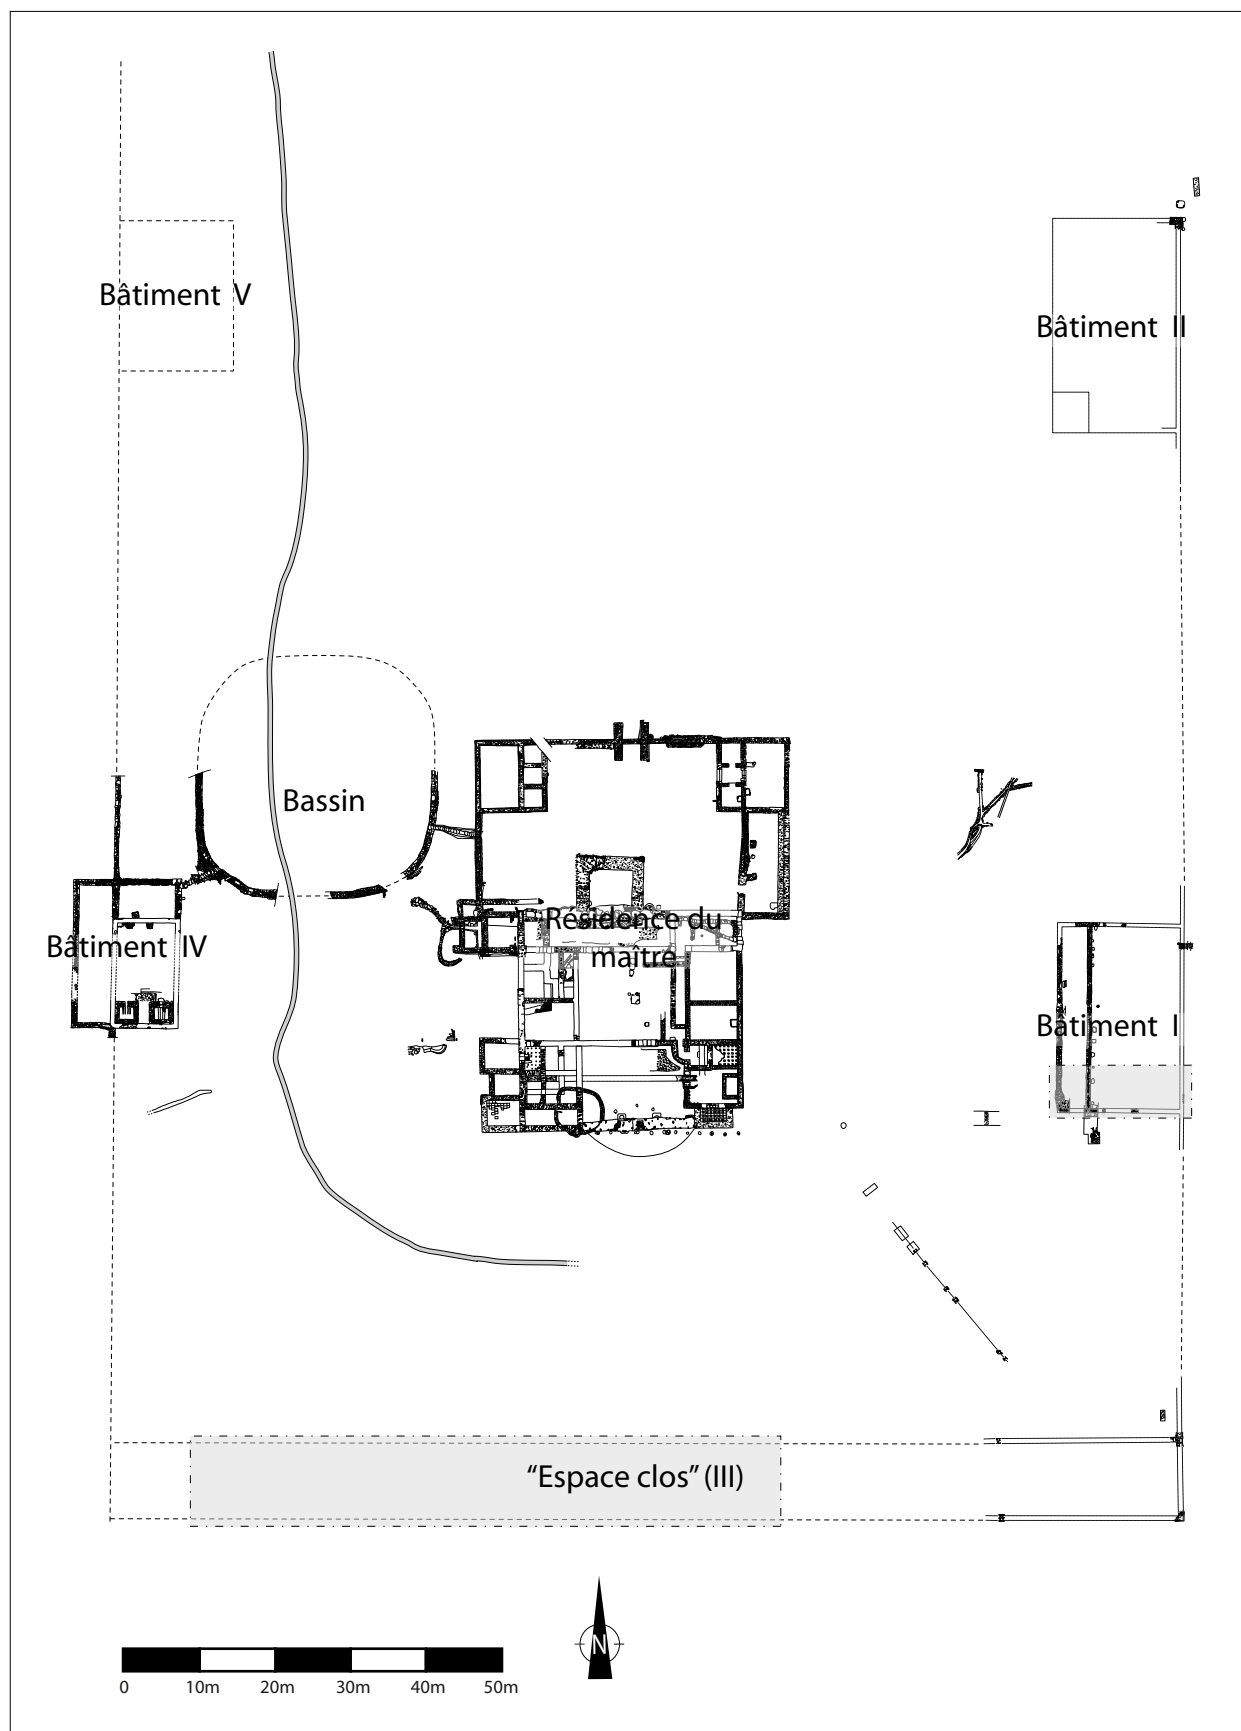 Bâtiment V
Bâtiment II
Bassin
Résidence du
maître
Bâtiment IV
Bâtiment I
“Espace clos” (III)
N
0 10m 20m 30m 40m 50m